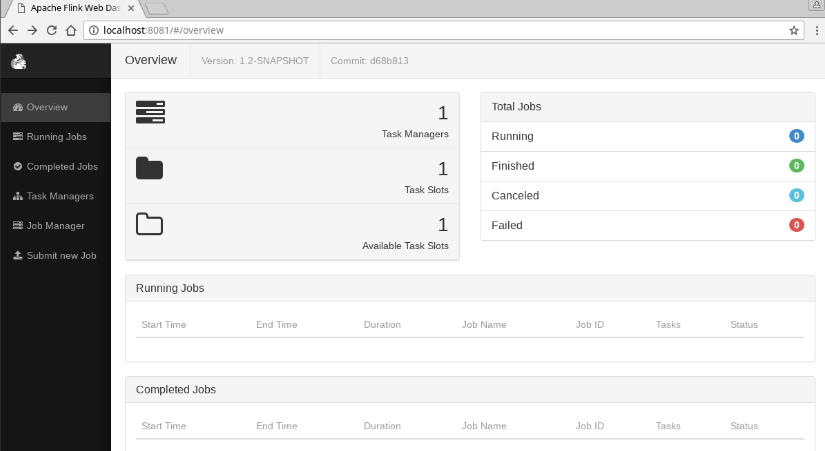 Apache Flink Web Das
localhost:8081/#/overview
Overview
Version: 1.2-SNAPSHOT
Commit: d68b813
Overview
Running Jobs
Completed Jobs
Task Managers
Job Manager
Submit new Job
1
Task Managers
1
Task Slots
1
Available Task Slots
Total Jobs
Running 0
Finished 0
Canceled 0
Failed 0
Running Jobs
Start Time End Time Duration Job Name Job ID Tasks Status
Completed Jobs
Start Time End Time Duration Job Name Job ID Tasks Status